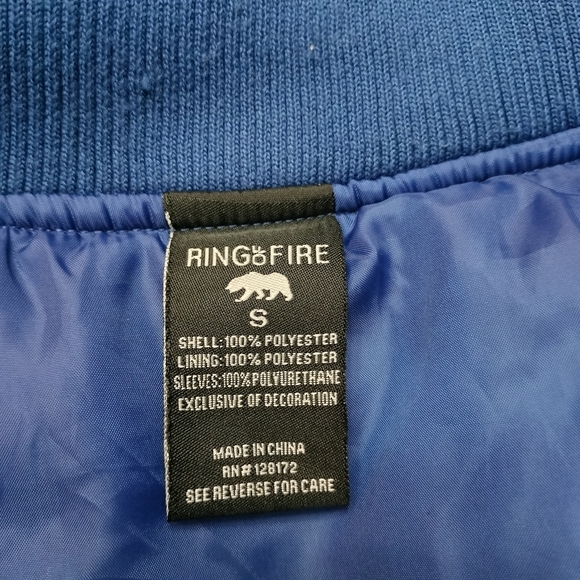 RING OF FIRE
S
SHELL:100% POLYESTER
LINING:100% POLYESTER
SLEEVES:100% POLYURETHANE
EXCLUSIVE OF DECORATION
MADE IN CHINA
RN# 128172
SEE REVERSE FOR CARE